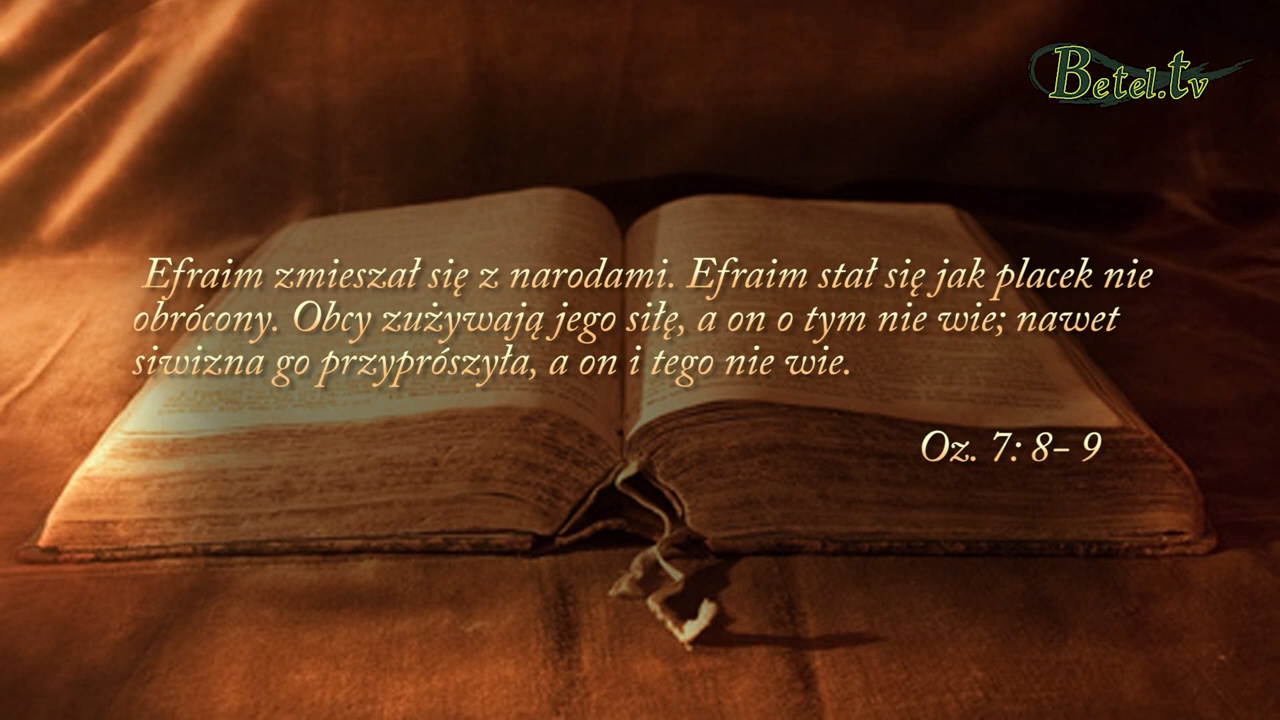 Betel.tv
Efraim zmieszał się z narodami. Efraim stał się jak placek nie
obrócony. Obcy zużywają jego siłę, a on o tym nie wie; nawet
siwizna go przyprószyła, a on i tego nie wie.
Oz. 7: 8- 9